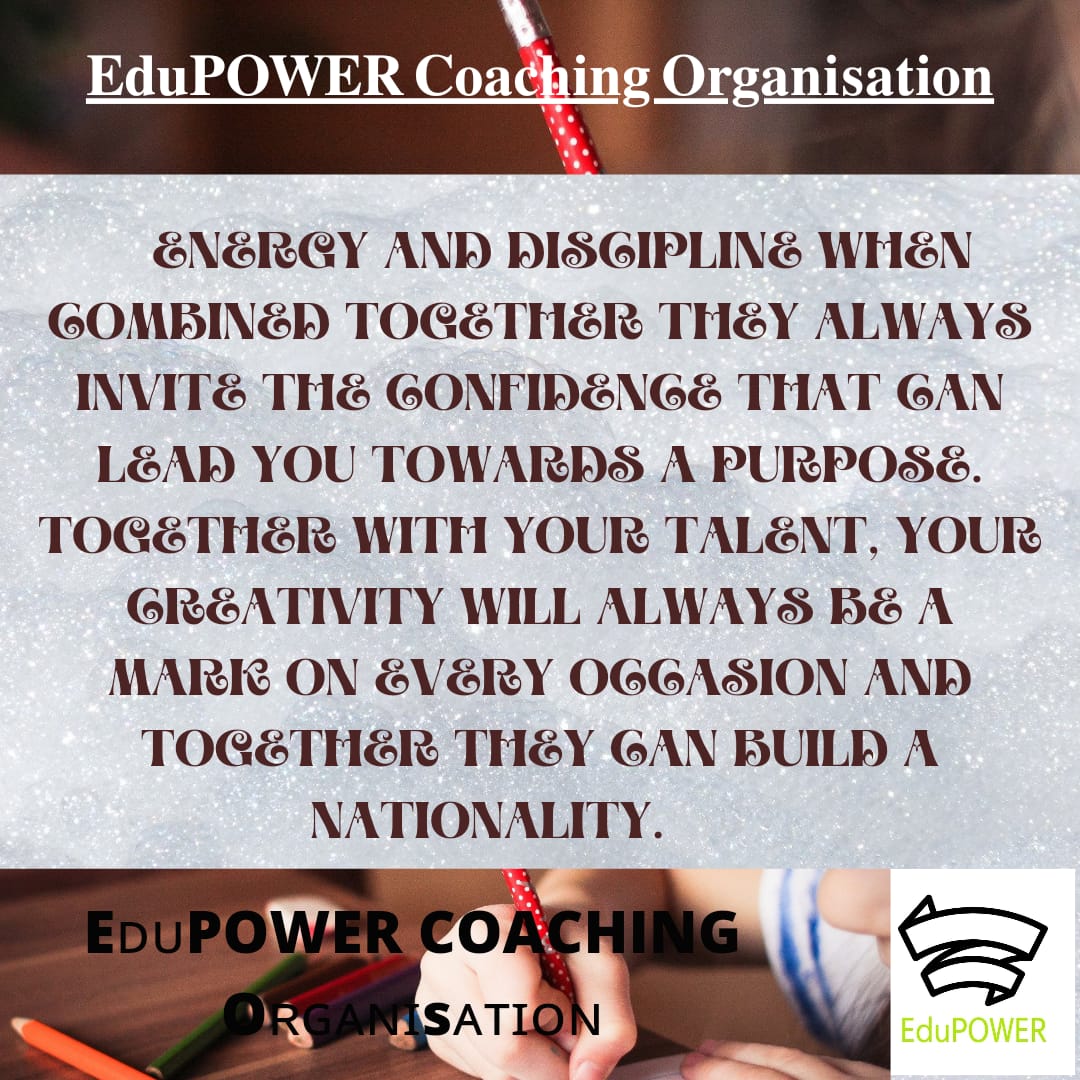 EduPOWER Coaching Organisation
ENERGY AND DISCIPLINE WHEN
COMBINED TOGETHER THEY ALWAYS
INVITE THE CONFIDENCE THAT CAN
LEAD YOU TOWARDS A PURPOSE.
TOGETHER WITH YOUR TALENT, YOUR
CREATIVITY WILL ALWAYS BE A
MARK ON EVERY OCCASION AND
TOGETHER THEY CAN BUILD A
NATIONALITY.
EDUPOWER COACHING
ORGANISATION
EduPOWER